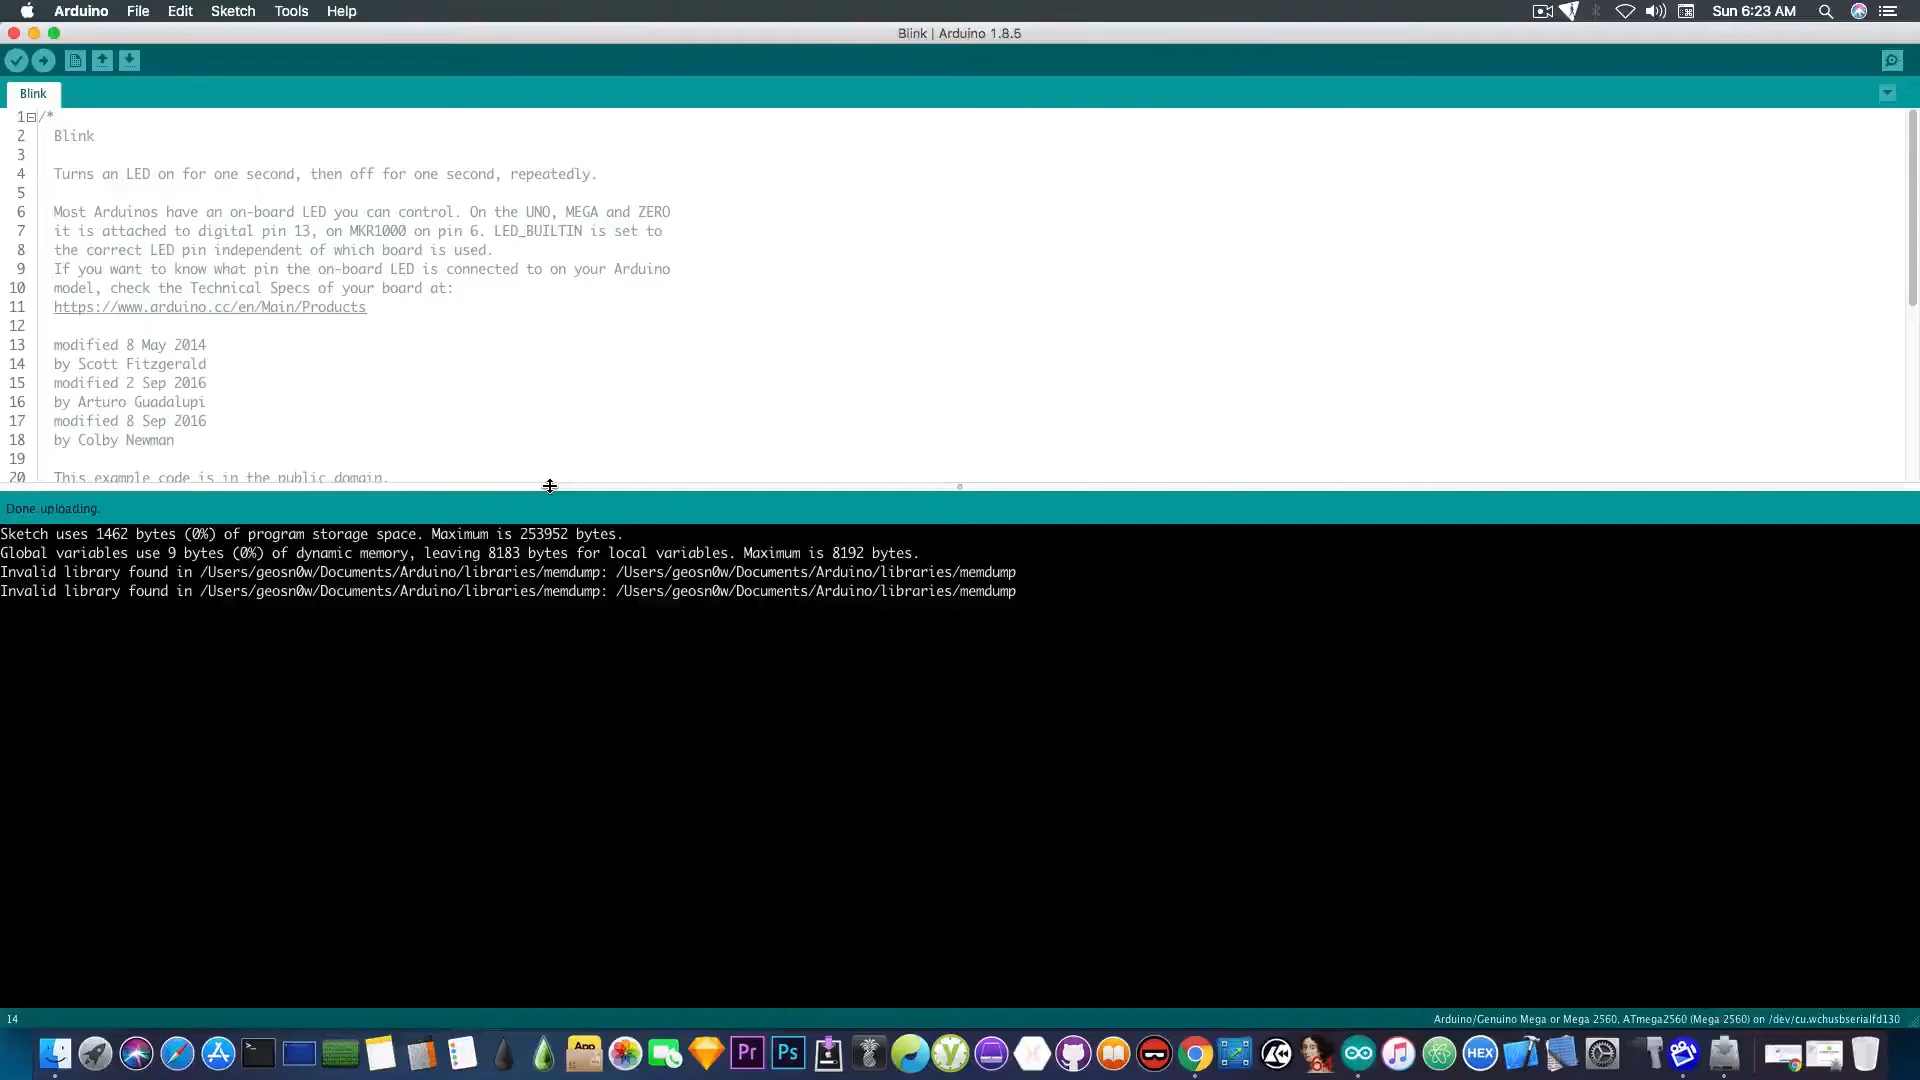 Arduino File Edit Sketch Tools Help Sun 6:23 AM
Blink | Arduino 1.8.5
Blink
1 /*
2 Blink
3
4 Turns an LED on for one second, then off for one second, repeatedly.
5
6 Most Arduinos have an on-board LED you can control. On the UNO, MEGA and ZERO
7 it is attached to digital pin 13, on MKR1000 on pin 6. LED_BUILTIN is set to
8 the correct LED pin independent of which board is used.
9 If you want to know what pin the on-board LED is connected to on your Arduino
10 model, check the Technical Specs of your board at:
11 https://www.arduino.cc/en/Main/Products
12
13 modified 8 May 2014
14 by Scott Fitzgerald
15 modified 2 Sep 2016
16 by Arturo Guadalupi
17 modified 8 Sep 2016
18 by Colby Newman
19
20 This example code is in the public domain.
Done uploading.
Sketch uses 1462 bytes (0%) of program storage space. Maximum is 253952 bytes.
Global variables use 9 bytes (0%) of dynamic memory, leaving 8183 bytes for local variables. Maximum is 8192 bytes.
Invalid library found in /Users/geosn0w/Documents/Arduino/libraries/memdump: /Users/geosn0w/Documents/Arduino/libraries/memdump
Invalid library found in /Users/geosn0w/Documents/Arduino/libraries/memdump: /Users/geosn0w/Documents/Arduino/libraries/memdump
14 Arduino/Genuino Mega or Mega 2560, ATmega2560 (Mega 2560) on /dev/cu.wchusbserialfd130
App Pr Ps HEX